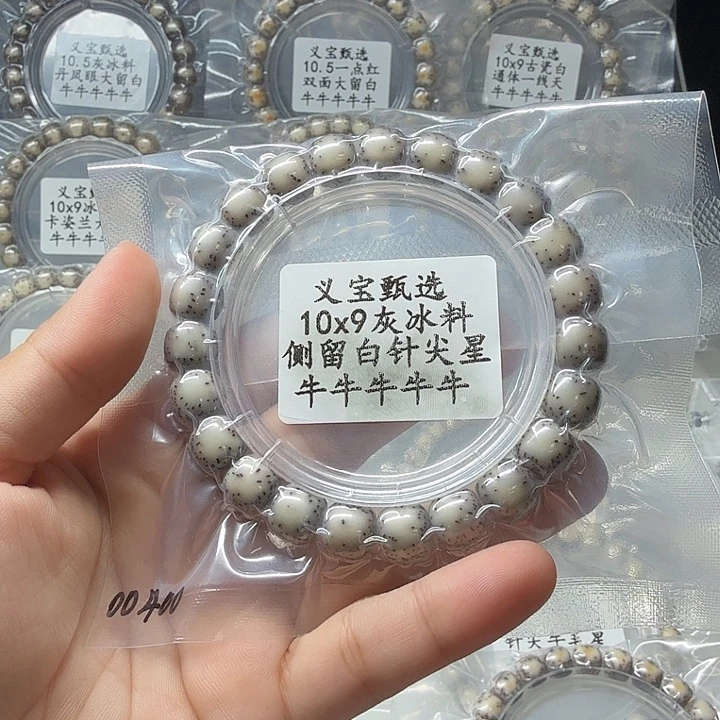 义宝甄选
10.5灰冰料
丹凤眼大留白
牛牛牛牛牛
义宝甄选
10.5一点红
双面大留白
牛牛牛牛牛
义宝甄选
10x9古瓷白
通体一线天
牛牛牛牛牛
义宝
10x9冰
卡姿兰大
牛牛牛牛
义宝甄选
10x9灰冰料
侧留白针尖星
牛牛牛牛牛
00400